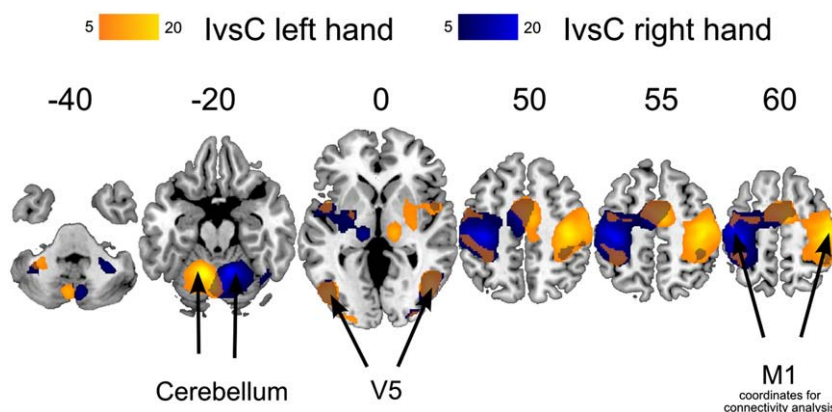 5 20 IvsC left hand 5 20 IvsC right hand
-40 -20 0 50 55 60
Cerebellum V5 M1
coordinates for
connectivity analysis